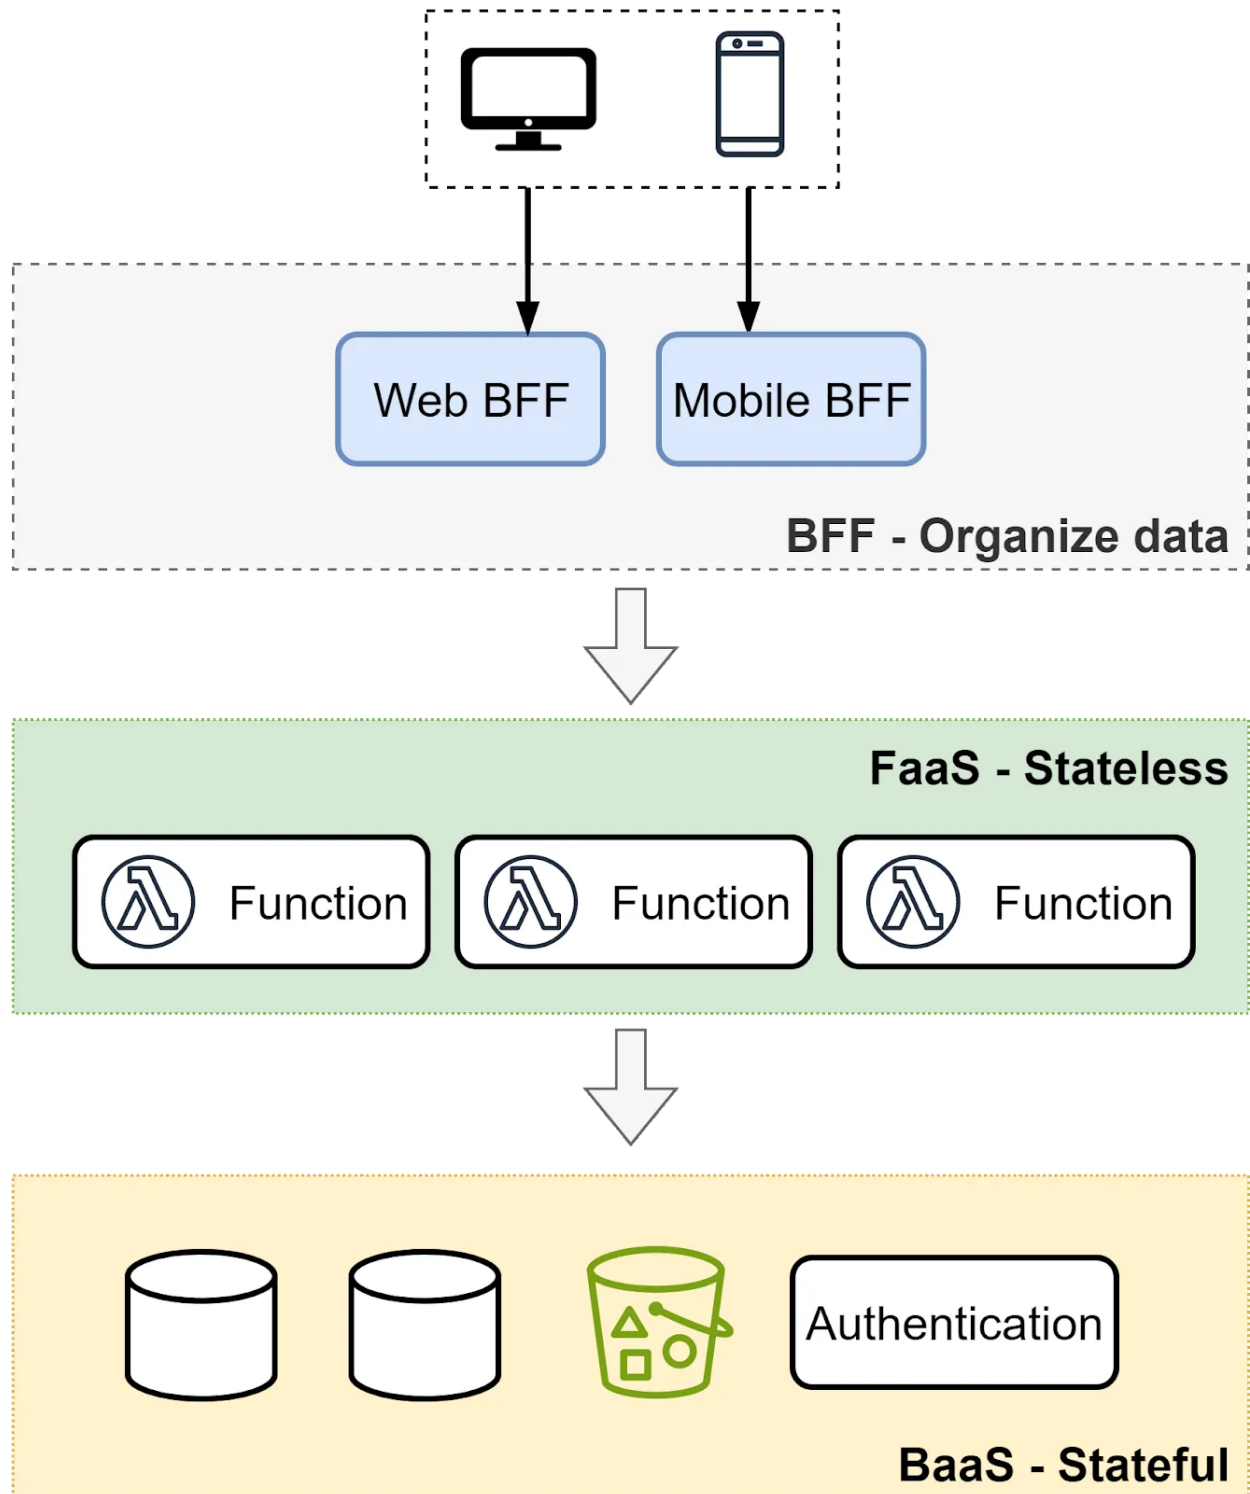 Web BFF
Mobile BFF
BFF - Organize data
FaaS - Stateless
Function
Function
Function
Authentication
BaaS - Stateful